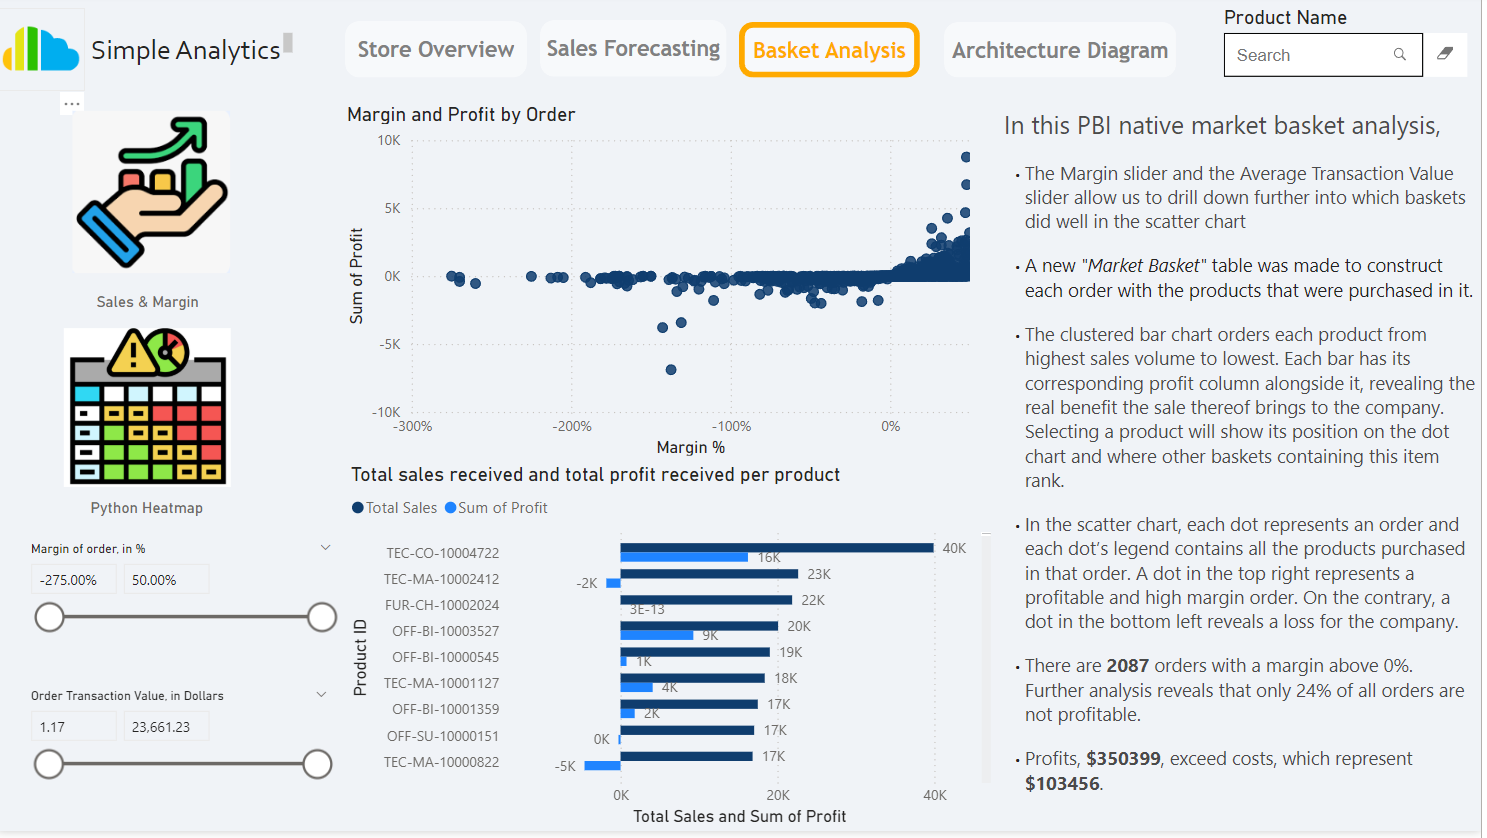 Simple Analytics
Store Overview
Sales Forecasting
Basket Analysis
Architecture Diagram
Product Name
Search
Sales & Margin
Python Heatmap
Margin of order, in %
-275.00%
50.00%
Order Transaction Value, in Dollars
1.17
23,661.23
Margin and Profit by Order
Sum of Profit
10K
5K
0K
-5K
-10K
-300%
-200%
-100%
0%
Margin %
Total sales received and total profit received per product
Total Sales
Sum of Profit
Product ID
TEC-CO-10004722
40K
16K
TEC-MA-10002412
23K
-2K
FUR-CH-10002024
22K
3E-13
OFF-BI-10003527
20K
9K
OFF-BI-10000545
19K
1K
TEC-MA-10001127
18K
4K
OFF-BI-10001359
17K
2K
OFF-SU-10000151
17K
0K
TEC-MA-10000822
17K
-5K
0K
20K
40K
Total Sales and Sum of Profit
In this PBI native market basket analysis,
• The Margin slider and the Average Transaction Value
slider allow us to drill down further into which baskets
did well in the scatter chart
• A new "Market Basket" table was made to construct
each order with the products that were purchased in it.
• The clustered bar chart orders each product from
highest sales volume to lowest. Each bar has its
corresponding profit column alongside it, revealing the
real benefit the sale thereof brings to the company.
Selecting a product will show its position on the dot
chart and where other baskets containing this item
rank.
• In the scatter chart, each dot represents an order and
each dot’s legend contains all the products purchased
in that order. A dot in the top right represents a
profitable and high margin order. On the contrary, a
dot in the bottom left reveals a loss for the company.
• There are 2087 orders with a margin above 0%.
Further analysis reveals that only 24% of all orders are
not profitable.
• Profits, $350399, exceed costs, which represent
$103456.